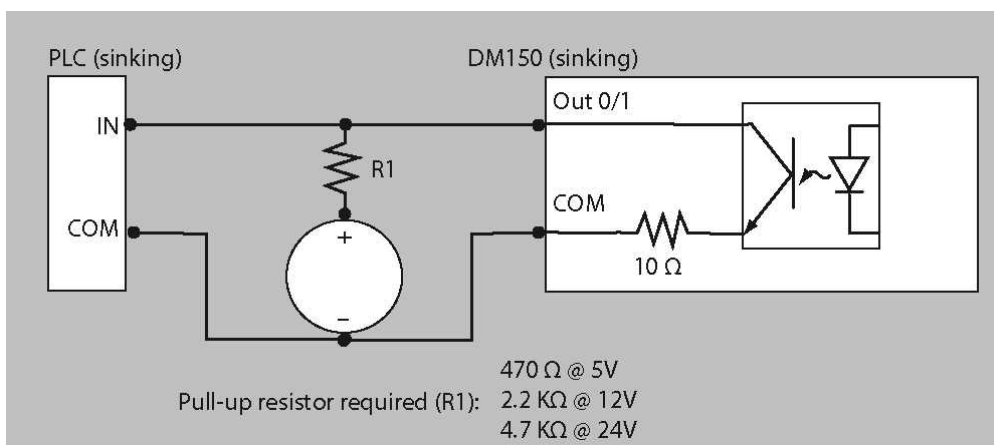 PLC (sinking)
DM150 (sinking)
Out 0/1
IN
R1
COM
COM
+
10 Ω
–
470 Ω @ 5V
Pull-up resistor required (R1): 2.2 KΩ @ 12V
4.7 KΩ @ 24V